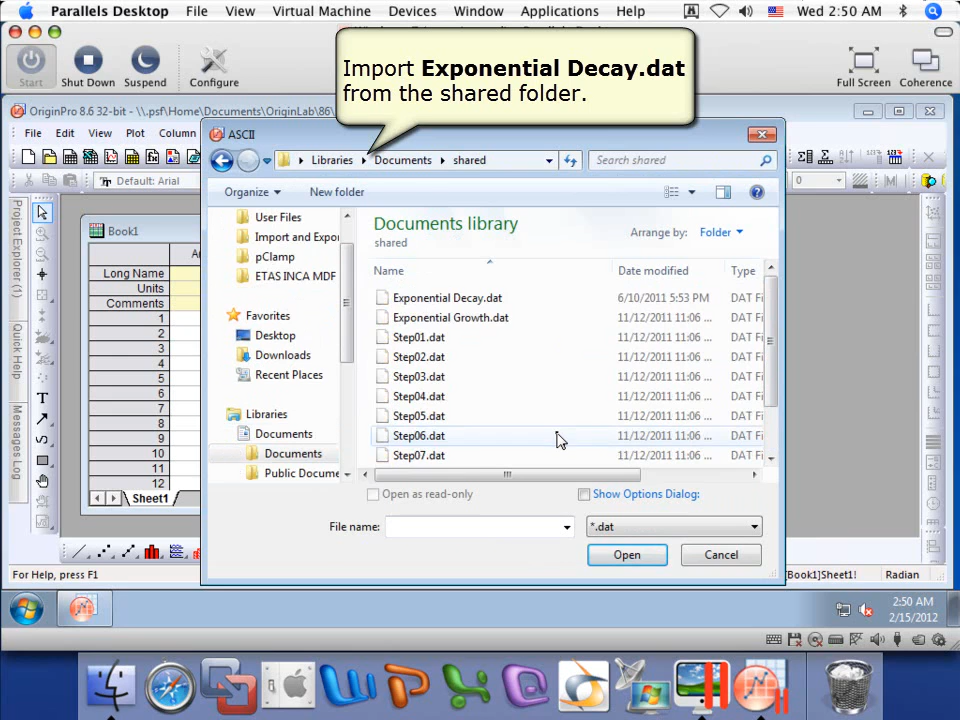 Parallels Desktop File View Virtual Machine Devices Window Applications Help Wed 2:50 AM
Start Shut Down Suspend Configure Full Screen Coherence
Import Exponential Decay.dat
from the shared folder.
OriginPro 8.6 32-bit - \\.psf\Home\Documents\OriginLab\86\
File Edit View Plot Column
ASCII
Libraries Documents shared Search shared
Default: Arial 0
Organize New folder
Project Explorer (1)
Quick Help
Messages Log
Book1
Long Name
Units
Comments
1
2
3
4
5
6
7
8
9
10
11
12
Sheet1
User Files
pClamp
ETAS INCA MDF
Favorites
Desktop
Downloads
Recent Places
Libraries
Documents
Documents
Documents library
shared
Arrange by: Folder
Name Date modified Type
Exponential Decay.dat 6/10/2011 5:53 PM DAT Fi
Exponential Growth.dat 11/12/2011 11:06 ... DAT Fi
Step01.dat 11/12/2011 11:06 ... DAT Fi
Step02.dat 11/12/2011 11:06 ... DAT Fi
Step03.dat 11/12/2011 11:06 ... DAT Fi
Step04.dat 11/12/2011 11:06 ... DAT Fi
Step05.dat 11/12/2011 11:06 ... DAT Fi
Step06.dat 11/12/2011 11:06 ... DAT Fi
Step07.dat 11/12/2011 11:06 ... DAT Fi
Open as read-only Show Options Dialog:
File name: *.dat
Open Cancel
For Help, press F1 [Book1]Sheet1! Radian
2:50 AM
2/15/2012